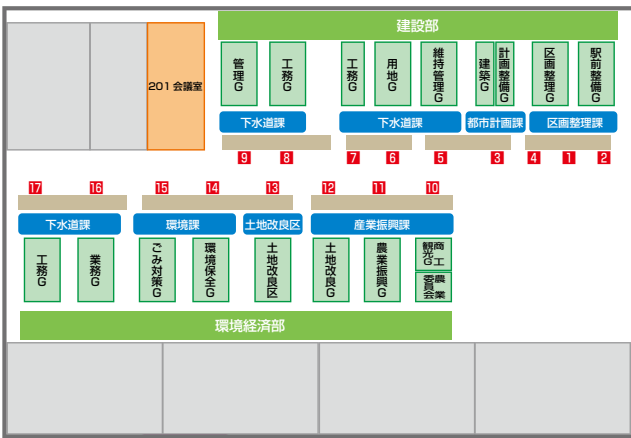 建設部
201会議室
管理G
工務G
工務G
用地G
維持管理G
建築G
計画整備G
区画整理G
駅前整備G
下水道課
下水道課
都市計画課
区画整理課
9
8
7
6
5
3
4
1
2
17
16
15
14
13
12
11
10
下水道課
環境課
土地改良区
産業振興課
工務G
業務G
ごみ対策G
環境保全G
土地改良区
土地改良G
農業振興G
商工
観光G
農業
委員会
環境経済部